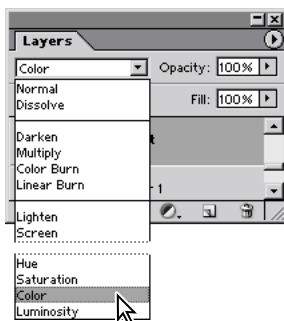 Layers
Color Opacity: 100%
Normal
Dissolve
Fill: 100%
Darken
Multiply
Color Burn
Linear Burn
Lighten
Screen
Hue
Saturation
Color
Luminosity